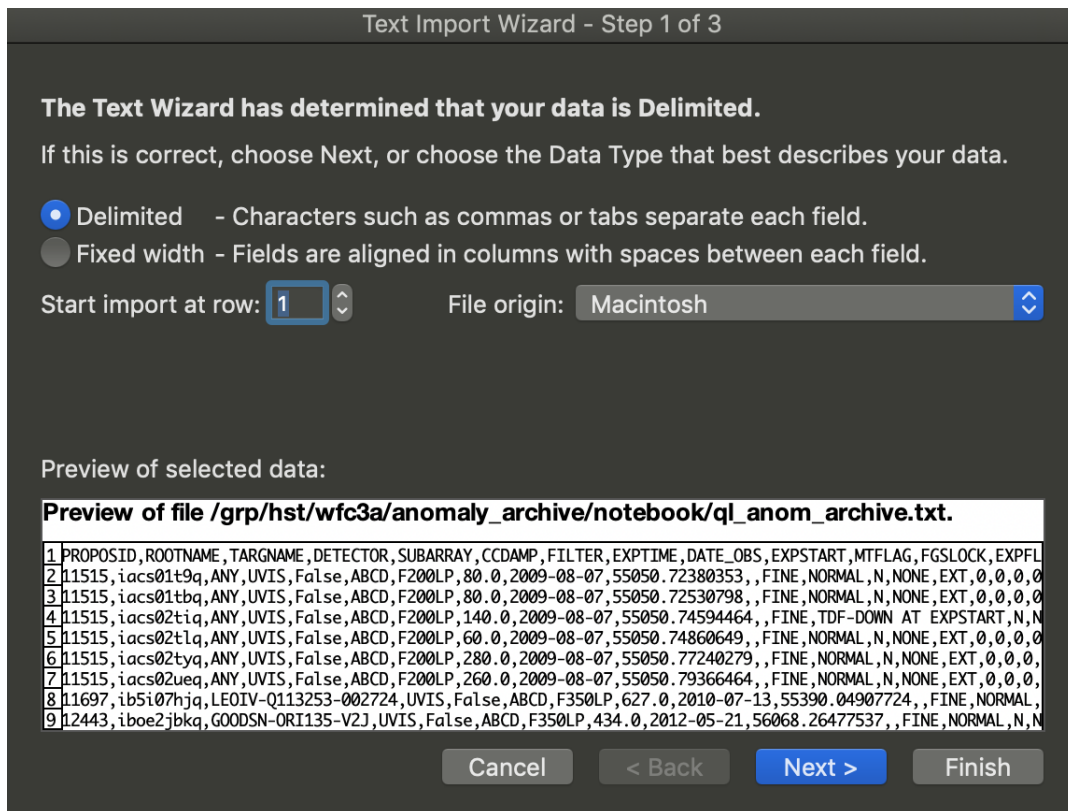 Text Import Wizard - Step 1 of 3
The Text Wizard has determined that your data is Delimited.
If this is correct, choose Next, or choose the Data Type that best describes your data.
Delimited - Characters such as commas or tabs separate each field.
Fixed width - Fields are aligned in columns with spaces between each field.
Start import at row: 1 File origin: Macintosh
Preview of selected data:
Preview of file /grp/hst/wfc3a/anomaly_archive/notebook/ql_anom_archive.txt.
1 PROPOSID,ROOTNAME,TARGNAME,DETECTOR,SUBARRAY,CCDAMP,FILTER,EXPTIME,DATE_OBS,EXPSTART,MTFLAG,FGSLOCK,EXPFL
2 11515,iacs01t9q,ANY,UVIS,False,ABCD,F200LP,80.0,2009-08-07,55050.72380353,,FINE,NORMAL,N,NONE,EXT,0,0,0,0
3 11515,iacs01tbq,ANY,UVIS,False,ABCD,F200LP,80.0,2009-08-07,55050.72530798,,FINE,NORMAL,N,NONE,EXT,0,0,0,0
4 11515,iacs02tiq,ANY,UVIS,False,ABCD,F200LP,140.0,2009-08-07,55050.74594464,,FINE,TDF-DOWN AT EXPSTART,N,N
5 11515,iacs02tlq,ANY,UVIS,False,ABCD,F200LP,60.0,2009-08-07,55050.74860649,,FINE,NORMAL,N,NONE,EXT,0,0,0,0
6 11515,iacs02tyq,ANY,UVIS,False,ABCD,F200LP,280.0,2009-08-07,55050.77240279,,FINE,NORMAL,N,NONE,EXT,0,0,0,
7 11515,iacs02ueq,ANY,UVIS,False,ABCD,F200LP,260.0,2009-08-07,55050.79366464,,FINE,NORMAL,N,NONE,EXT,0,0,0,
8 11697,ib5i07hjq,LEOIV-Q113253-002724,UVIS,False,ABCD,F350LP,627.0,2010-07-13,55390.04907724,,FINE,NORMAL,
9 12443,iboe2jbkq,GOODSN-ORI135-V2J,UVIS,False,ABCD,F350LP,434.0,2012-05-21,56068.26477537,,FINE,NORMAL,N,N
Cancel < Back Next > Finish